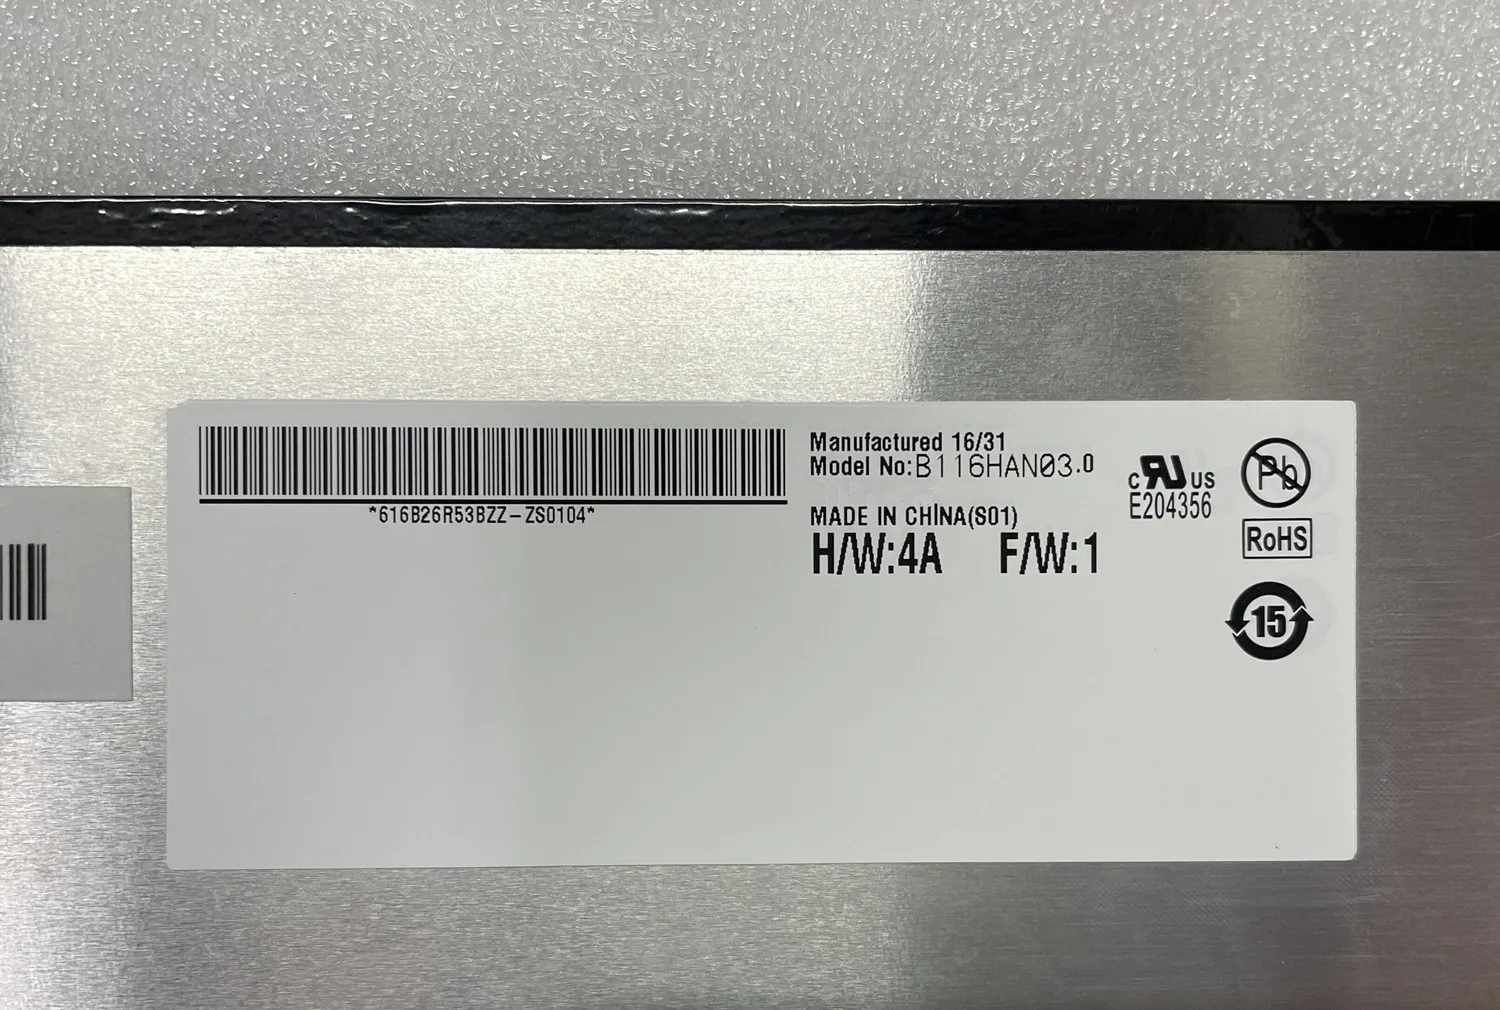 Manufactured 16/31
Model No:B116HAN03.0
*616B26R53BZZ-ZS0104*
MADE IN CHINA(S01)
H/W:4A F/W:1
c RU US
E204356
Pb
RoHS
15